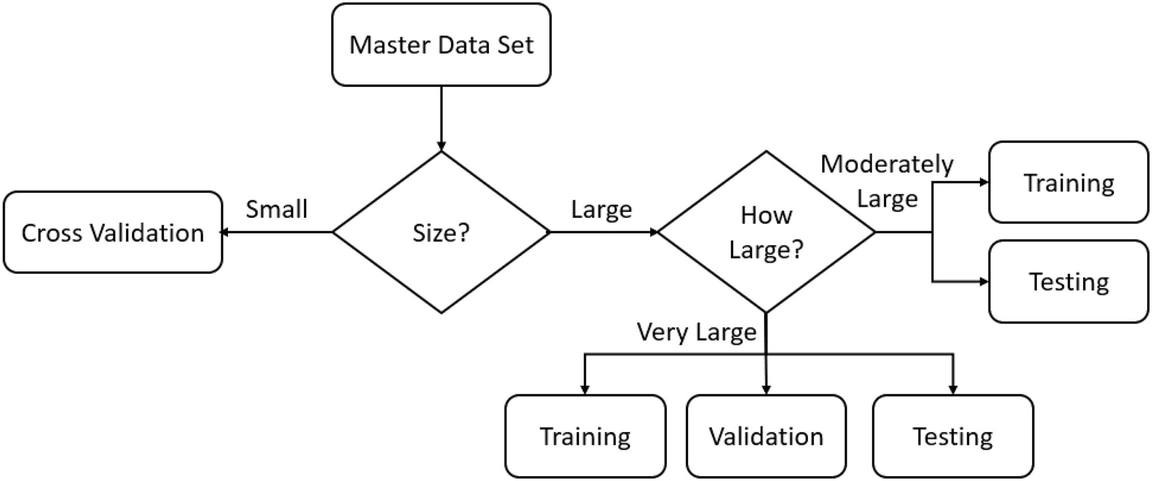 Master Data Set
Moderately
Large
Small
Large
Training
Cross Validation
Size?
How
Large?
Testing
Very Large
Training
Validation
Testing